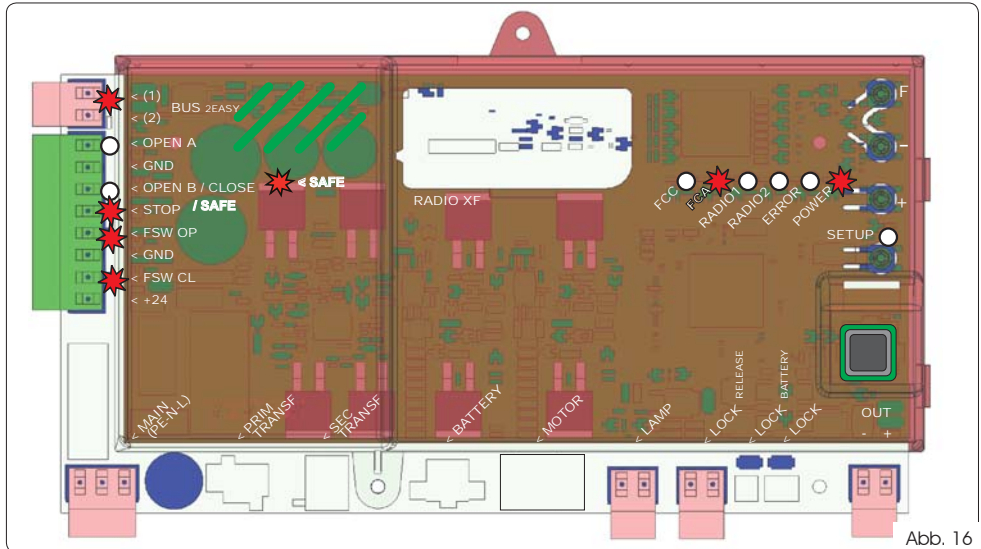 < (1)
BUS 2EASY
< (2)
< OPEN A
< GND
< OPEN B / CLOSE
/ SAFE
< STOP
< FSW OP
< GND
< FSW CL
< +24
< SAFE
RADIO XF
FCC
FCA
RADIO1
RADIO2
ERROR
POWER
SETUP
F
-
+
< MAIN
(PEN-L)
< PRIM
TRANSF
< SEC
TRANSF
< BATTERY
< MOTOR
< LAMP
< LOCK RELEASE
< LOCK BATTERY
< LOCK
OUT
- +
Abb. 16